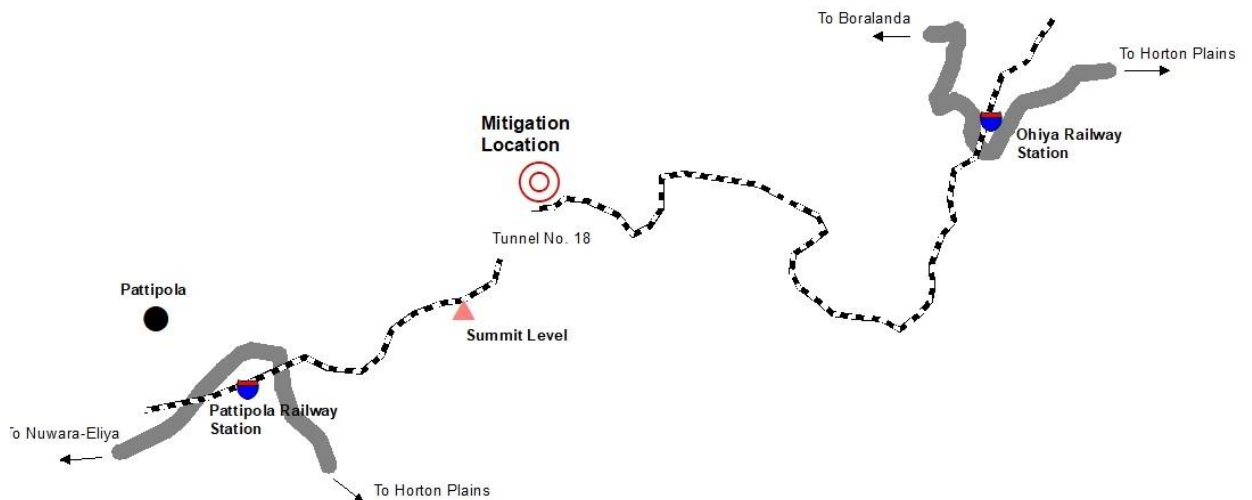 To Boralanda
To Horton Plains
Mitigation
Location
Ohiya Railway
Station
Tunnel No. 18
Pattipola
Summit Level
Pattipola Railway
Station
To Nuwara-Eliya
To Horton Plains